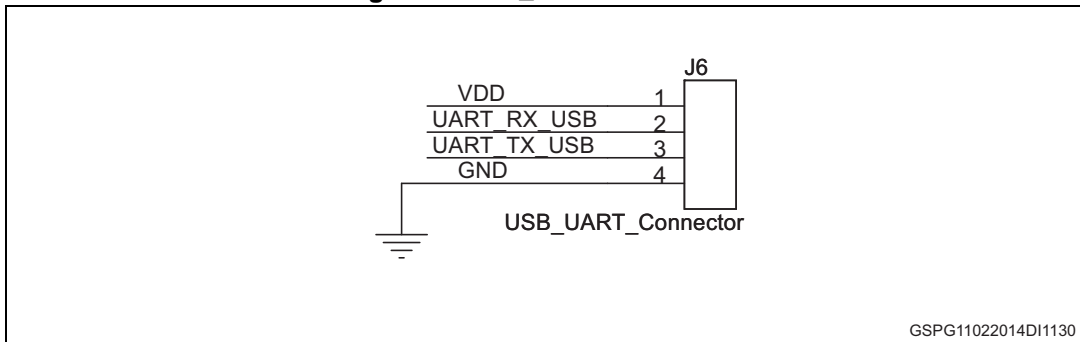 J6
VDD 1
UART_RX_USB 2
UART_TX_USB 3
GND 4
USB_UART_Connector
GSPG11022014DI1130